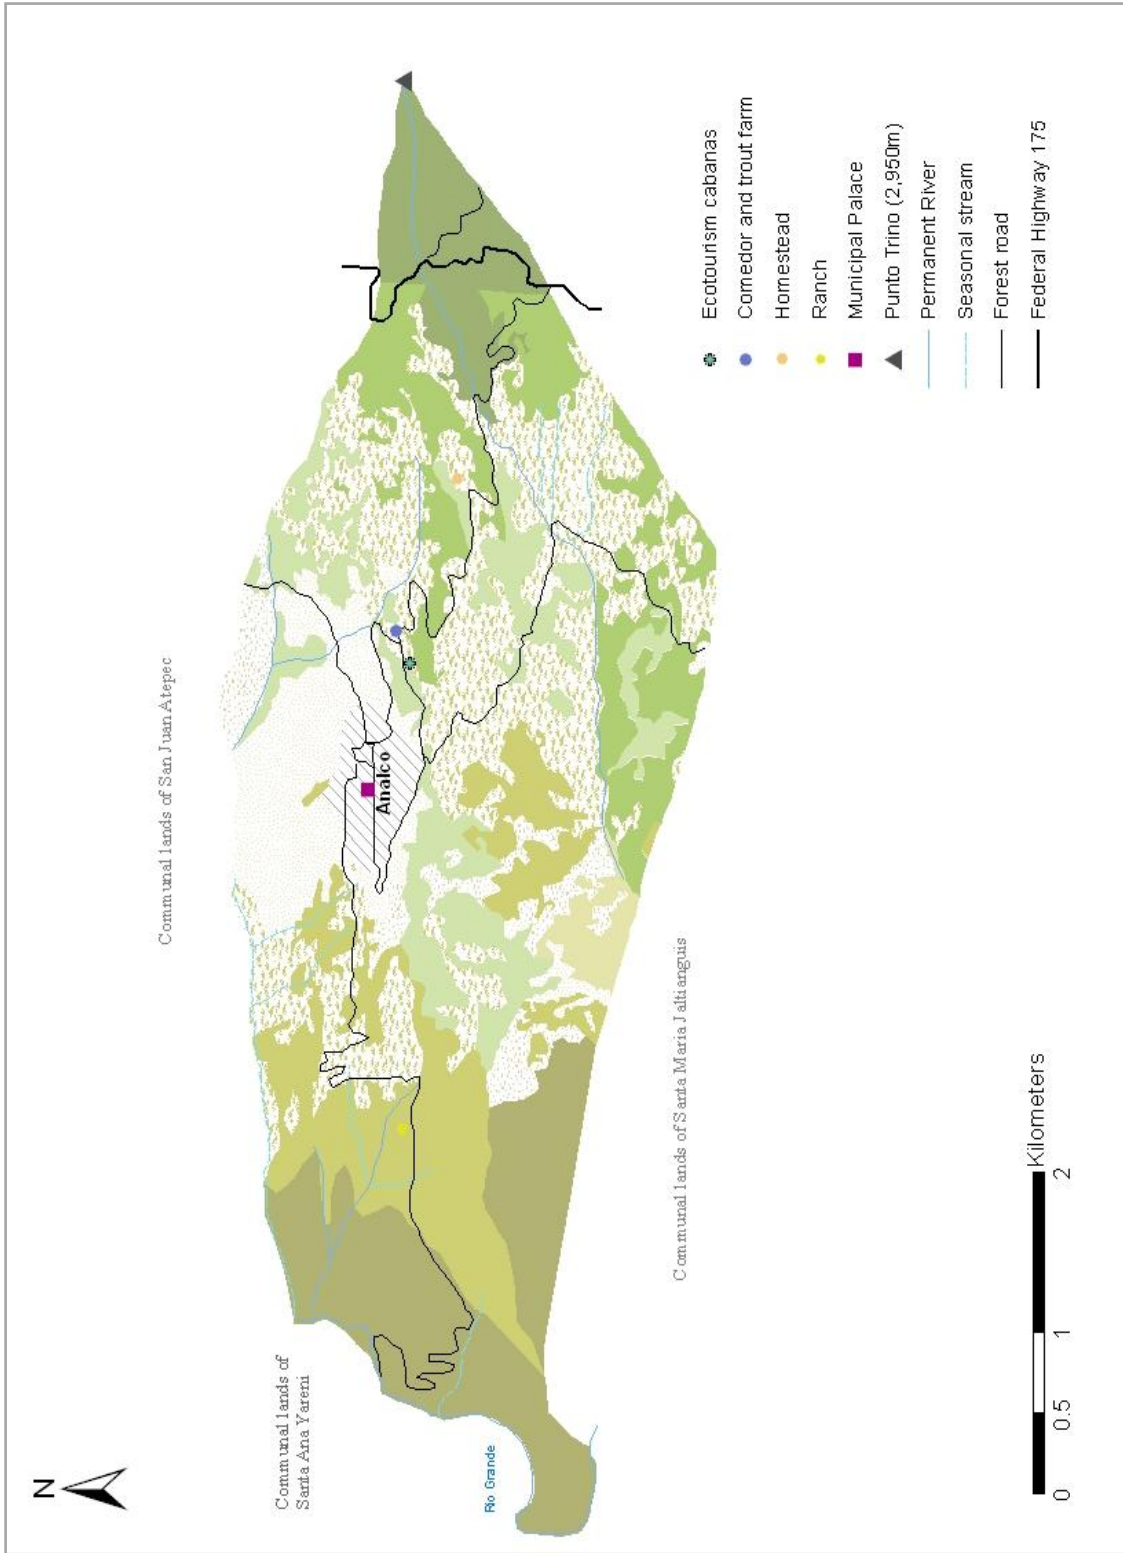 N
Communal lands of San Juan Atepec
Communal lands of
Santa Ana Yareni
Rio Grande
Analco
Communal lands of Santa Maria Jaltianguis
Ecotourism cabanas
Comedor and trout farm
Homestead
Ranch
Municipal Palace
Punto Trino (2,950m)
Permanent River
Seasonal stream
Forest road
Federal Highway 175
Kilometers
0 0.5 1 2